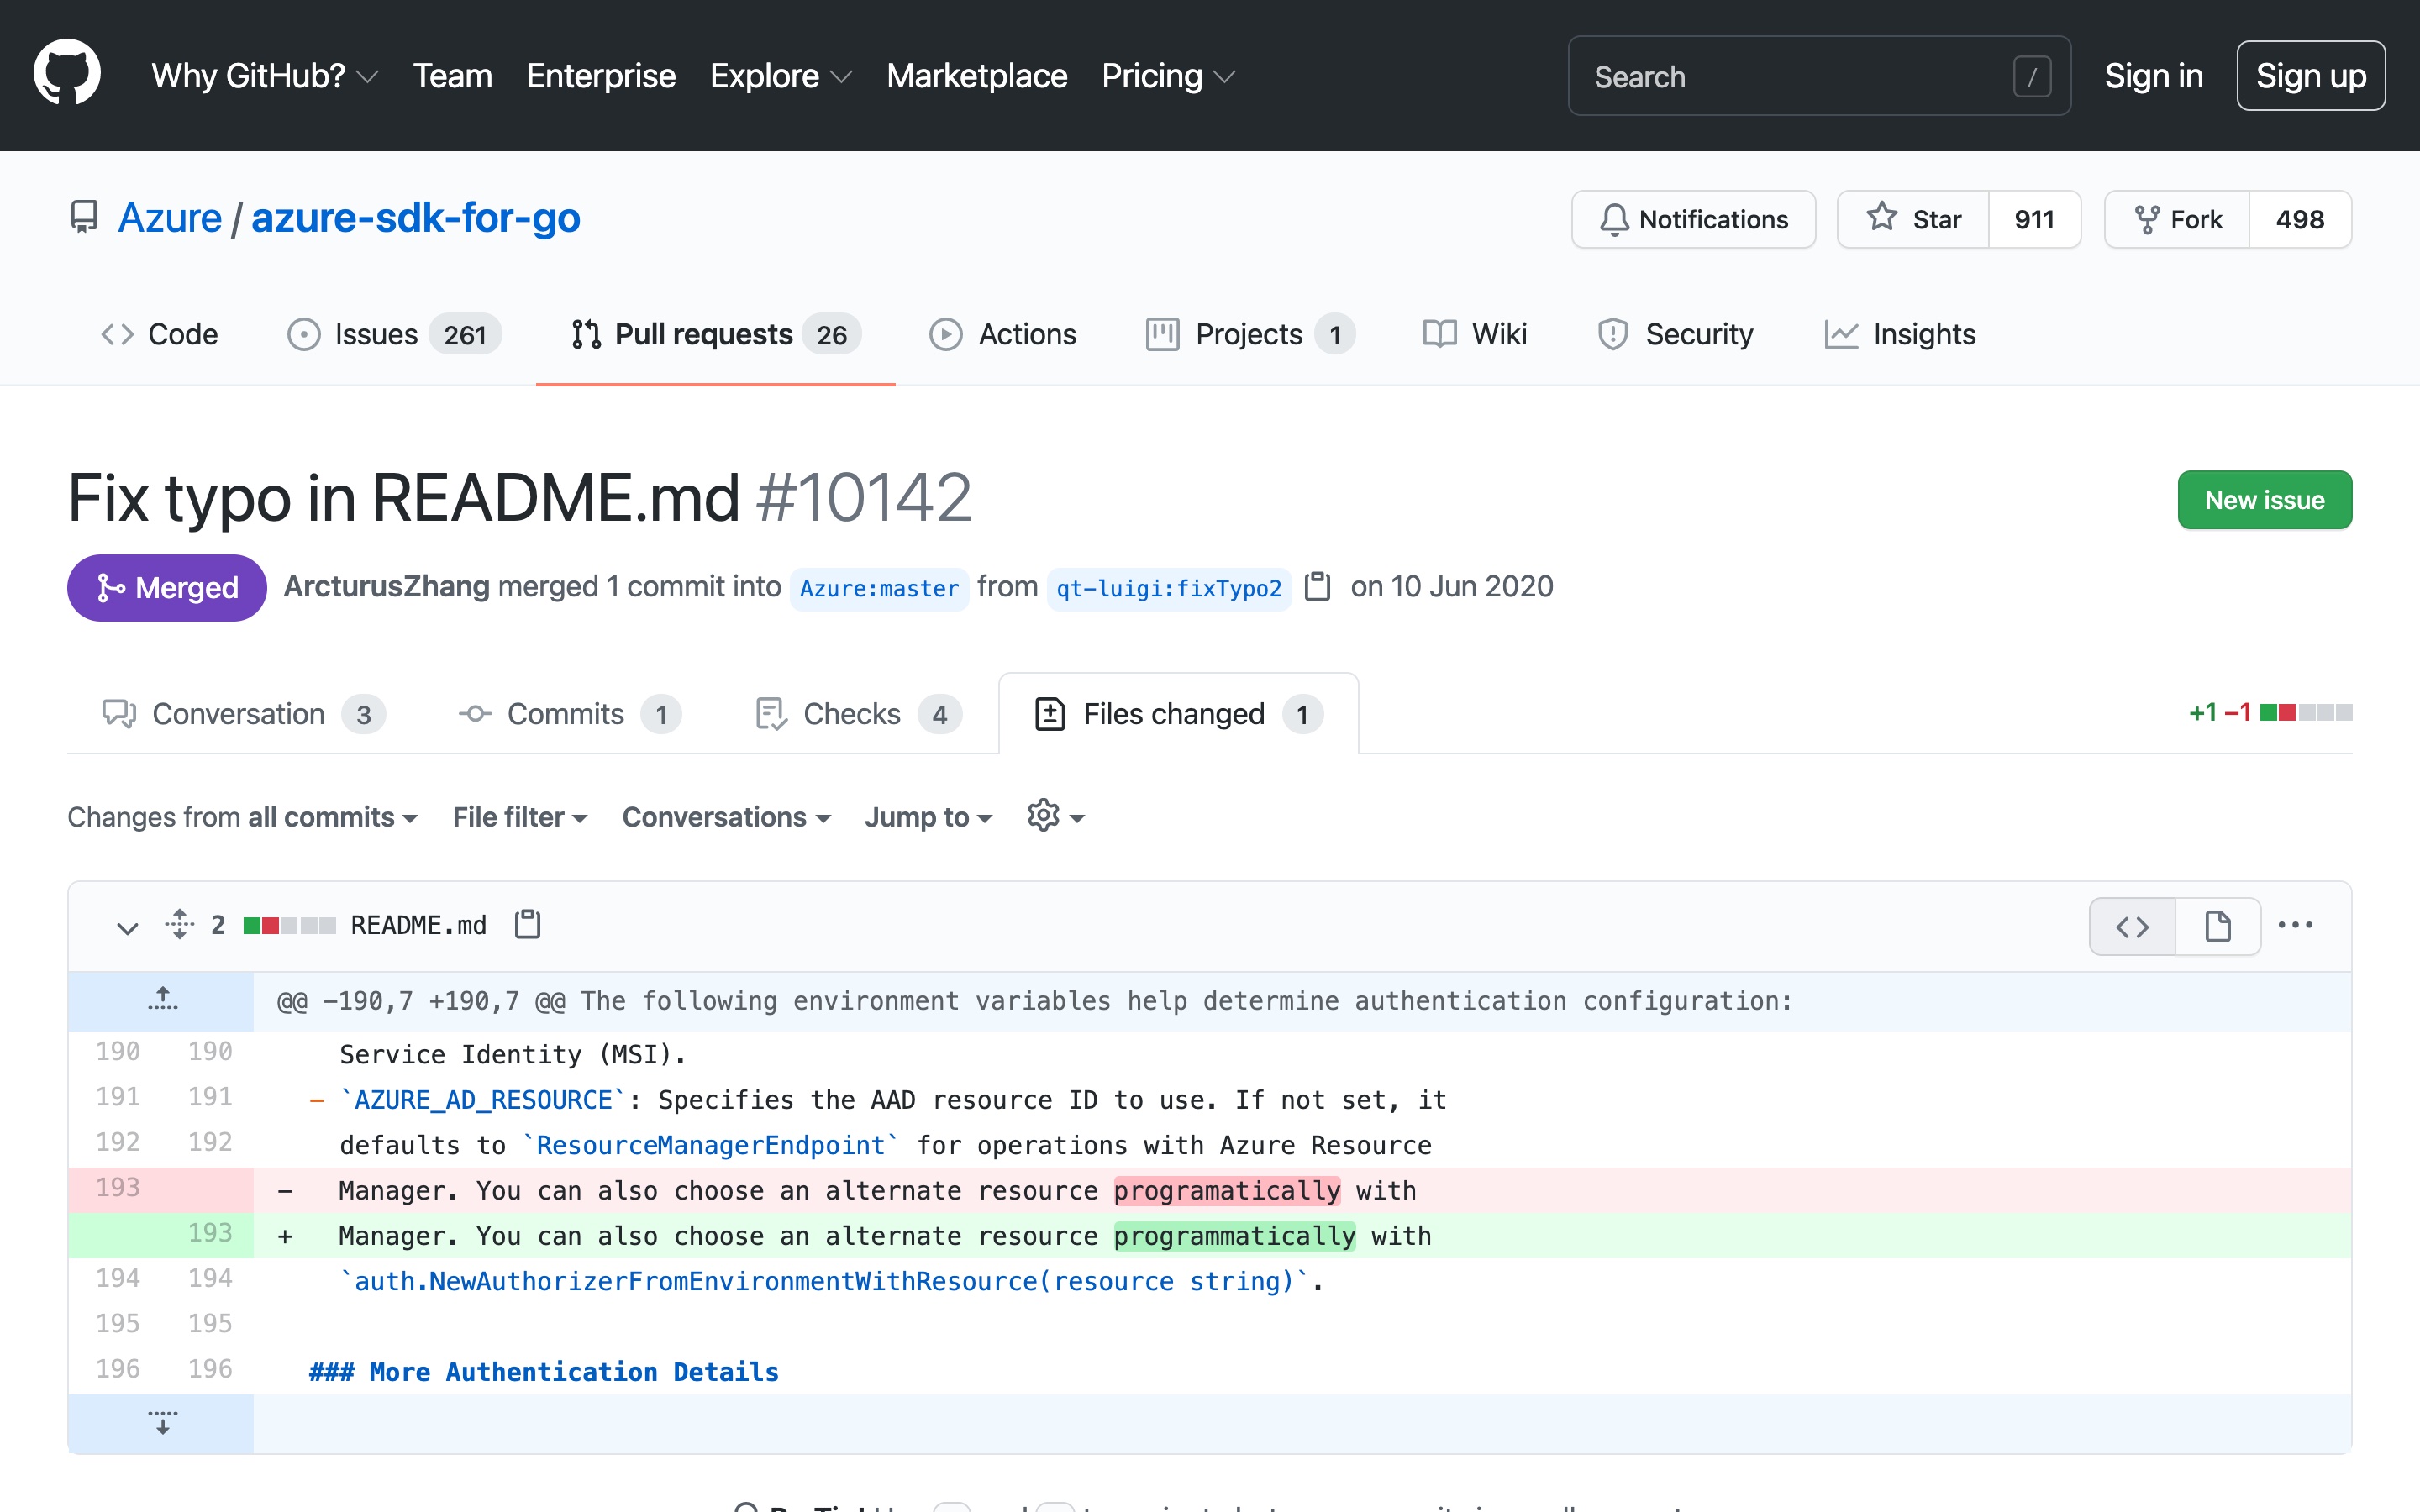 Why GitHub? Team Enterprise Explore Marketplace Pricing Search / Sign in Sign up
Azure / azure-sdk-for-go Notifications Star 911 Fork 498
Code Issues 261 Pull requests 26 Actions Projects 1 Wiki Security Insights
Fix typo in README.md #10142 New issue
Merged ArcturusZhang merged 1 commit into Azure:master from qt-luigi:fixTypo2 on 10 Jun 2020
Conversation 3 Commits 1 Checks 4 Files changed 1 +1 −1
Changes from all commits File filter Conversations Jump to
2 README.md
@@ -190,7 +190,7 @@ The following environment variables help determine authentication configuration:
190 190 Service Identity (MSI).
191 191 - `AZURE_AD_RESOURCE`: Specifies the AAD resource ID to use. If not set, it
192 192 defaults to `ResourceManagerEndpoint` for operations with Azure Resource
193 - Manager. You can also choose an alternate resource programatically with
193 + Manager. You can also choose an alternate resource programmatically with
194 194 `auth.NewAuthorizerFromEnvironmentWithResource(resource string)`.
195 195
196 196 ### More Authentication Details